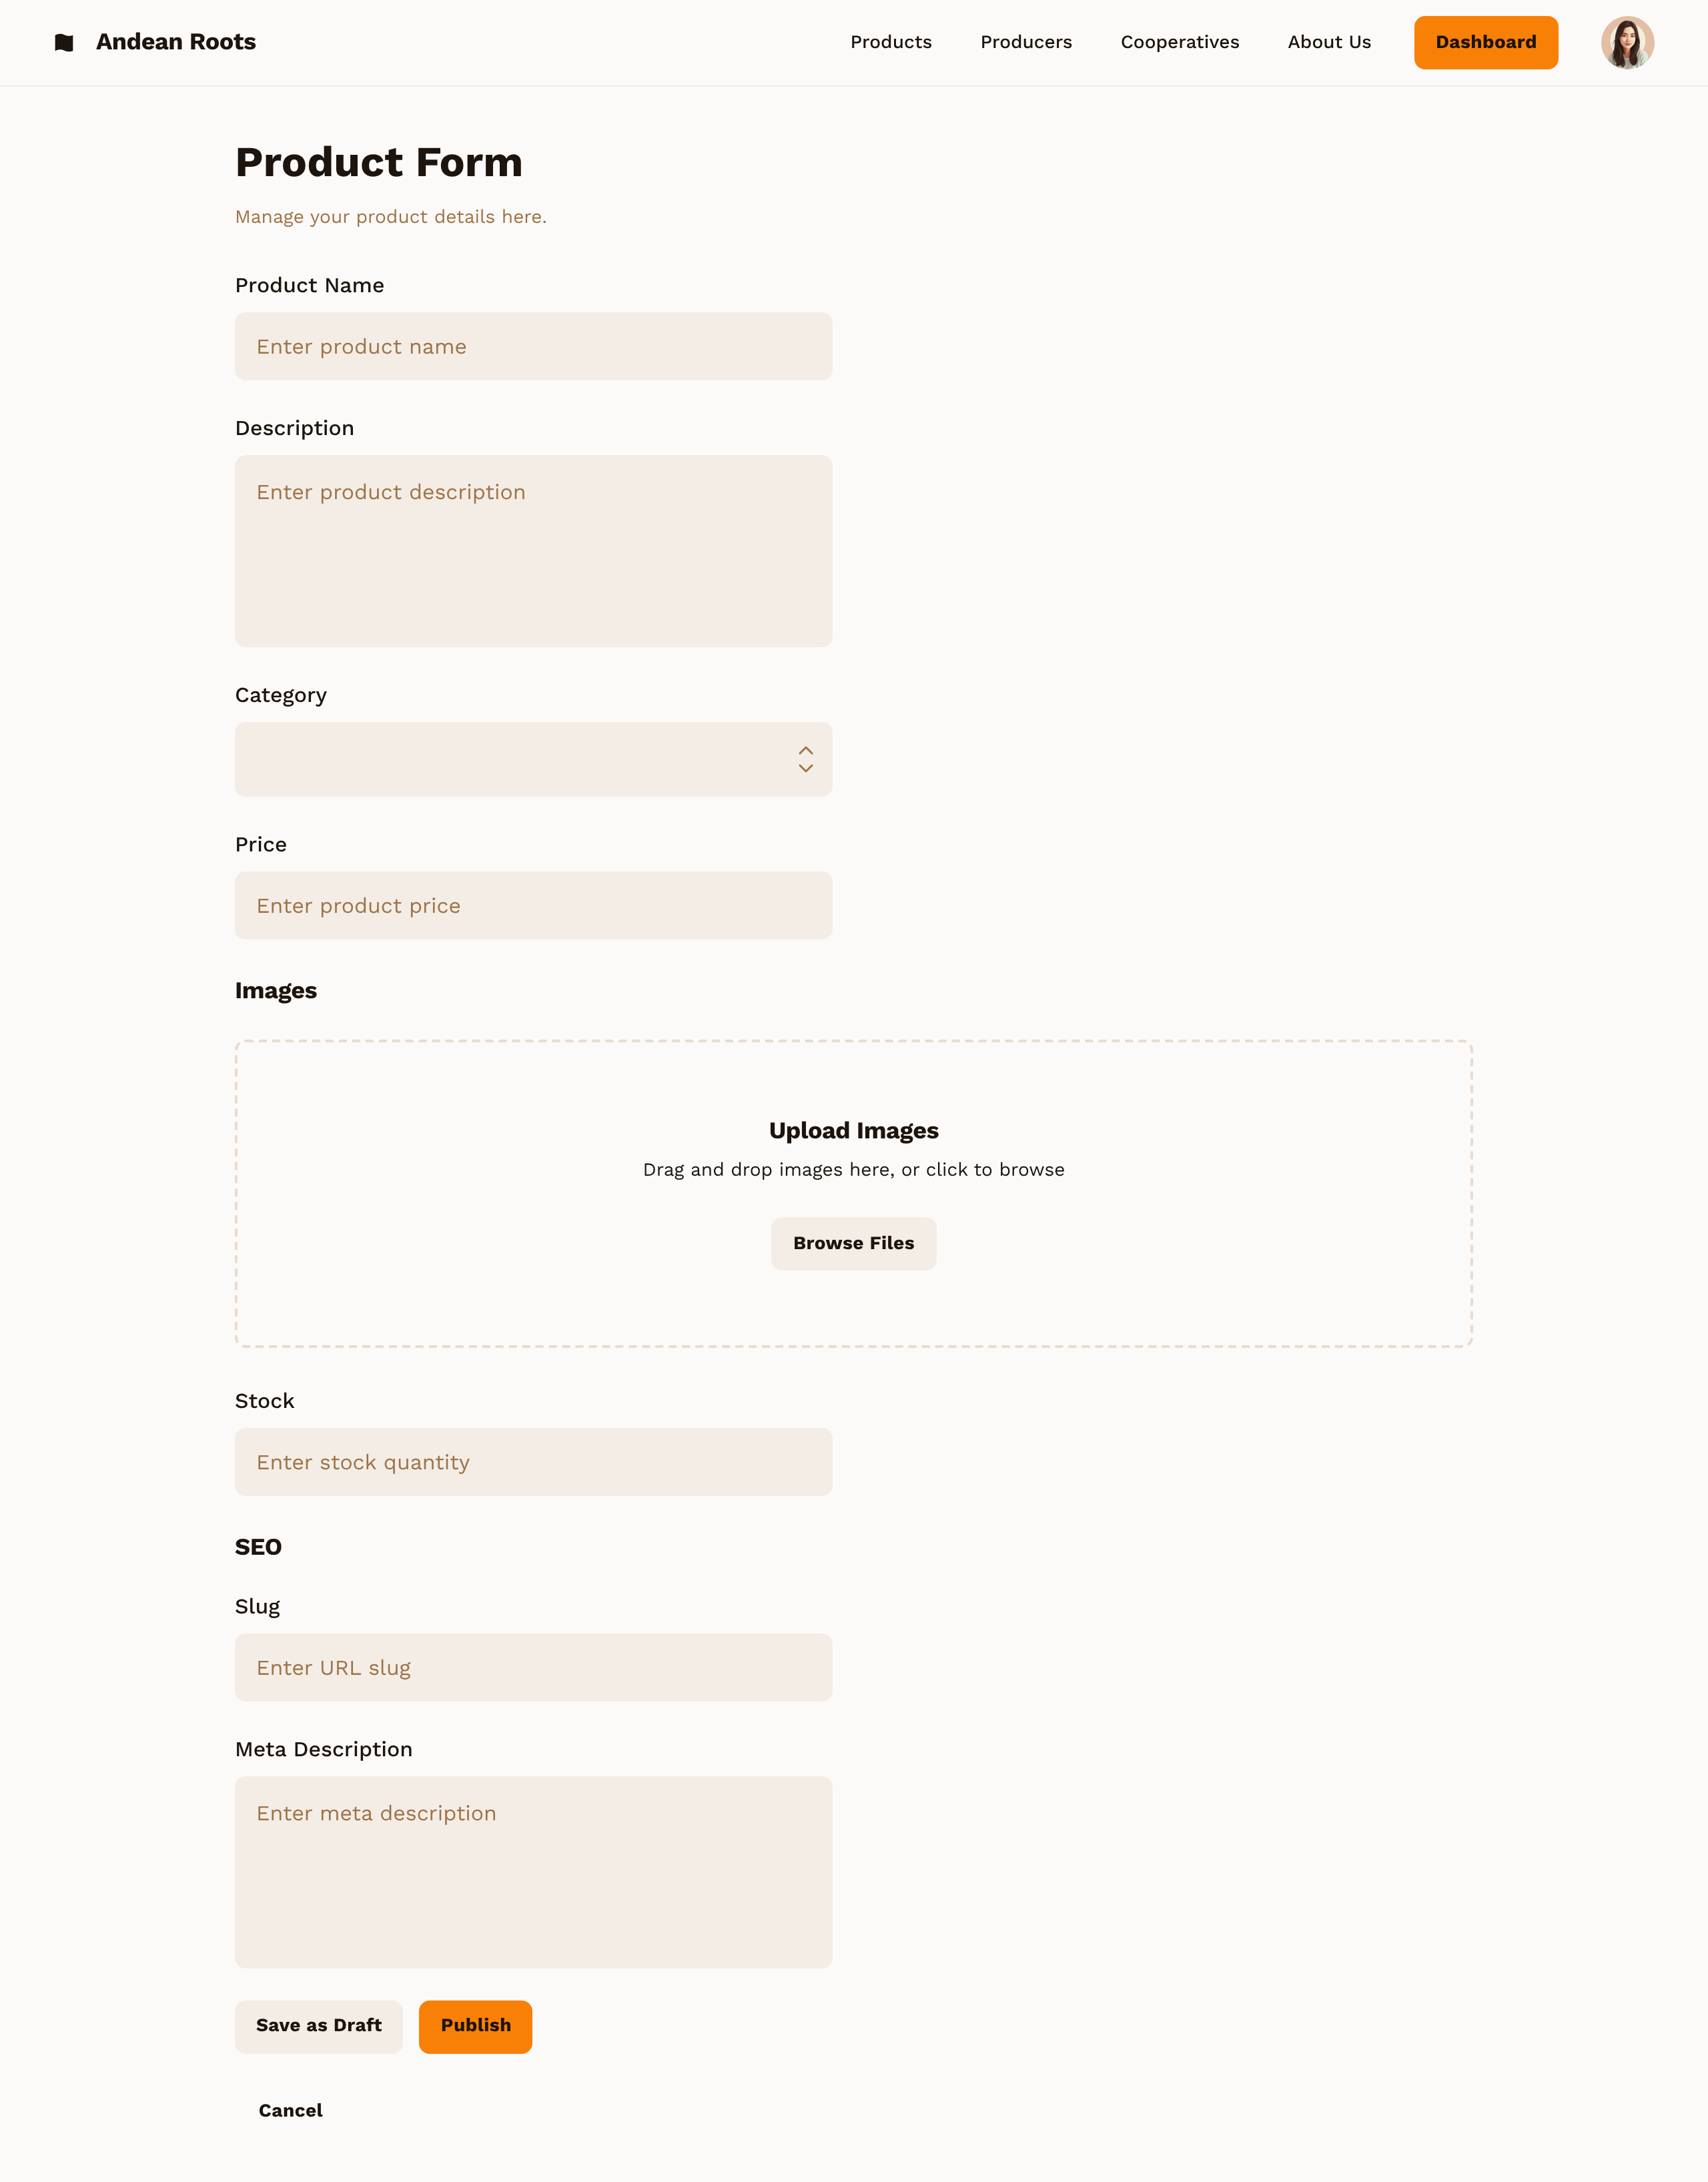 Andean Roots
Products
Producers
Cooperatives
About Us
Dashboard
Product Form
Manage your product details here.
Product Name
Enter product name
Description
Enter product description
Category
Price
Enter product price
Images
Upload Images
Drag and drop images here, or click to browse
Browse Files
Stock
Enter stock quantity
SEO
Slug
Enter URL slug
Meta Description
Enter meta description
Save as Draft
Publish
Cancel